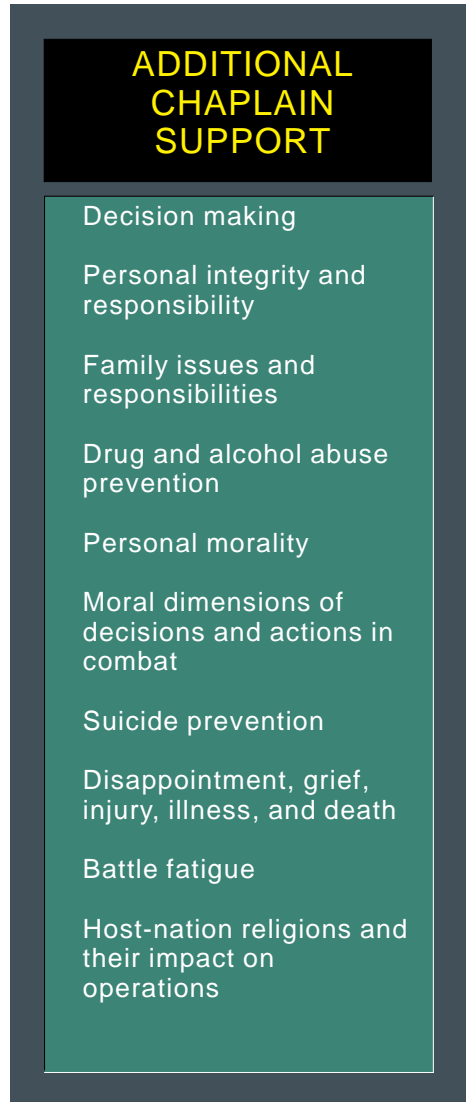 ADDITIONAL
CHAPLAIN
SUPPORT
Decision making
Personal integrity and
responsibility
Family issues and
responsibilities
Drug and alcohol abuse
prevention
Personal morality
Moral dimensions of
decisions and actions in
combat
Suicide prevention
Disappointment, grief,
injury, illness, and death
Battle fatigue
Host-nation religions and
their impact on
operations